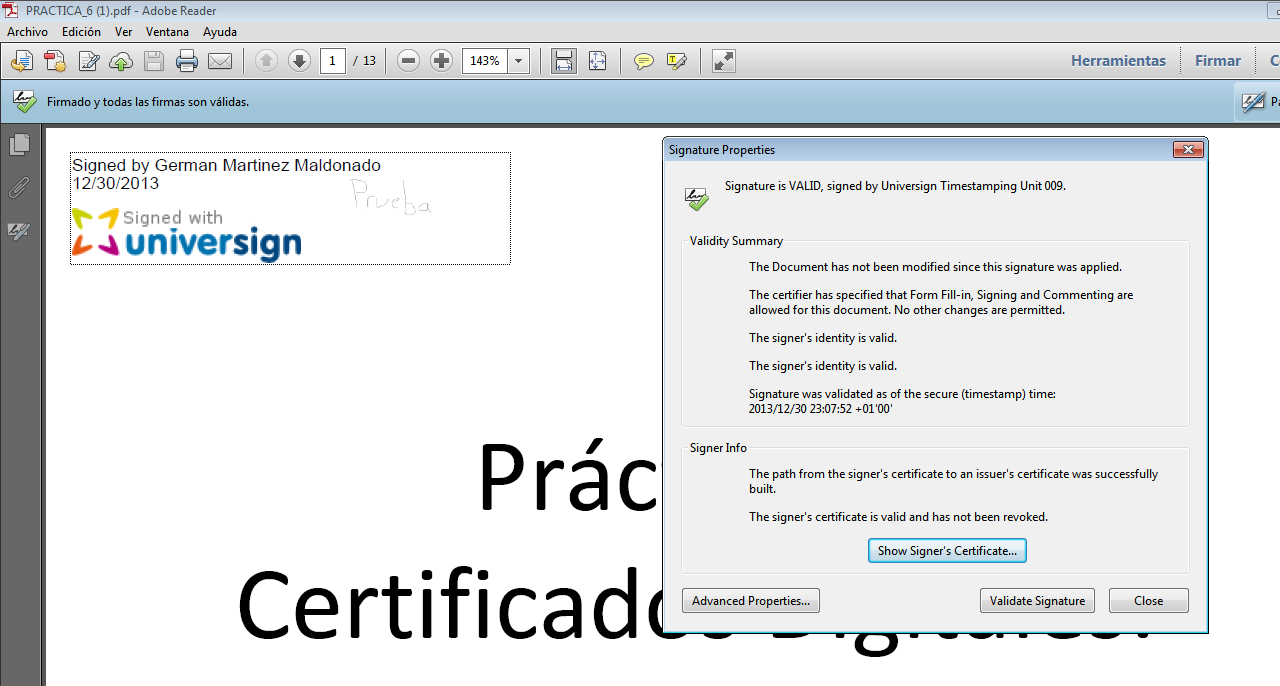 PRACTICA_6 (1).pdf - Adobe Reader
Archivo Edición Ver Ventana Ayuda
1 / 13 143% Herramientas Firmar
Firmado y todas las firmas son válidas.
Signed by German Martinez Maldonado
12/30/2013
Prueba
Signed with
universign
Signature Properties
Signature is VALID, signed by Universign Timestamping Unit 009.
Validity Summary
The Document has not been modified since this signature was applied.
The certifier has specified that Form Fill-in, Signing and Commenting are
allowed for this document. No other changes are permitted.
The signer's identity is valid.
The signer's identity is valid.
Signature was validated as of the secure (timestamp) time:
2013/12/30 23:07:52 +01'00'
Signer Info
The path from the signer's certificate to an issuer's certificate was successfully
built.
The signer's certificate is valid and has not been revoked.
Show Signer's Certificate...
Advanced Properties... Validate Signature Close
Prác
Certificado